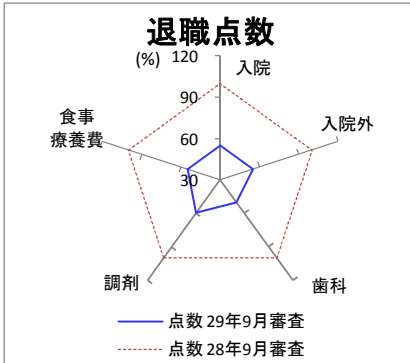 退職点数
(%)
120
90
60
30
入院
入院外
歯科
調剤
食事
療養費
点数 29年9月審査
点数 28年9月審査